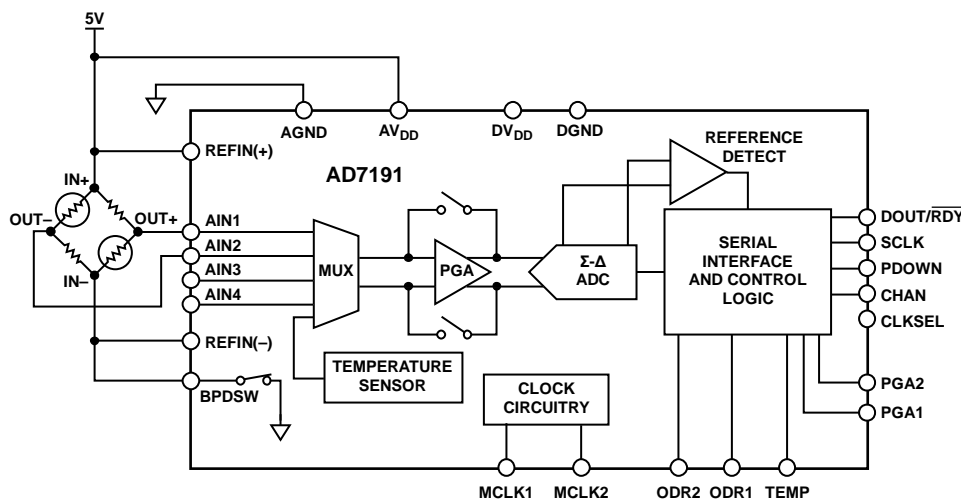 5V
AGND
AVDD
DVDD
DGND
REFIN(+)
AD7191
REFERENCE
DETECT
IN+
OUT–
OUT+
IN–
AIN1
AIN2
AIN3
AIN4
REFIN(–)
BPDSW
MUX
PGA
Σ-Δ
ADC
SERIAL
INTERFACE
AND CONTROL
LOGIC
DOUT/RDY
SCLK
PDOWN
CHAN
CLKSEL
PGA2
PGA1
TEMPERATURE
SENSOR
CLOCK
CIRCUITRY
MCLK1
MCLK2
ODR2
ODR1
TEMP